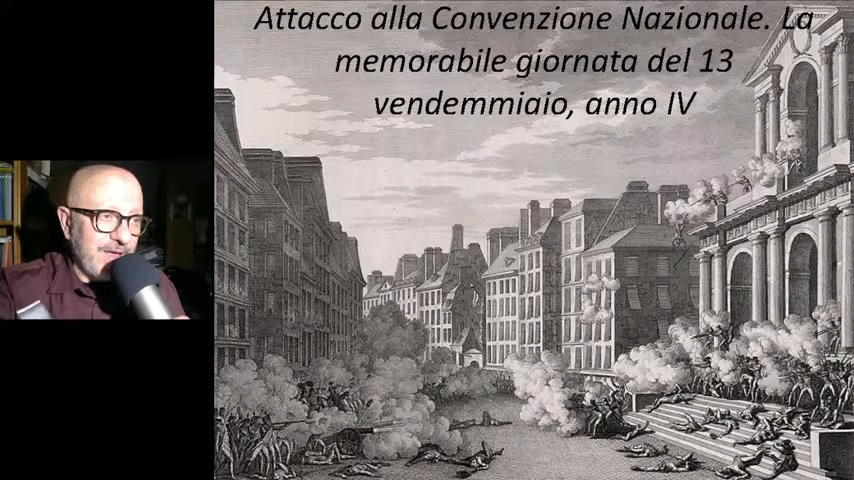 Attacco alla Convenzione Nazionale. La
memorabile giornata del 13
vendemmiaio, anno IV